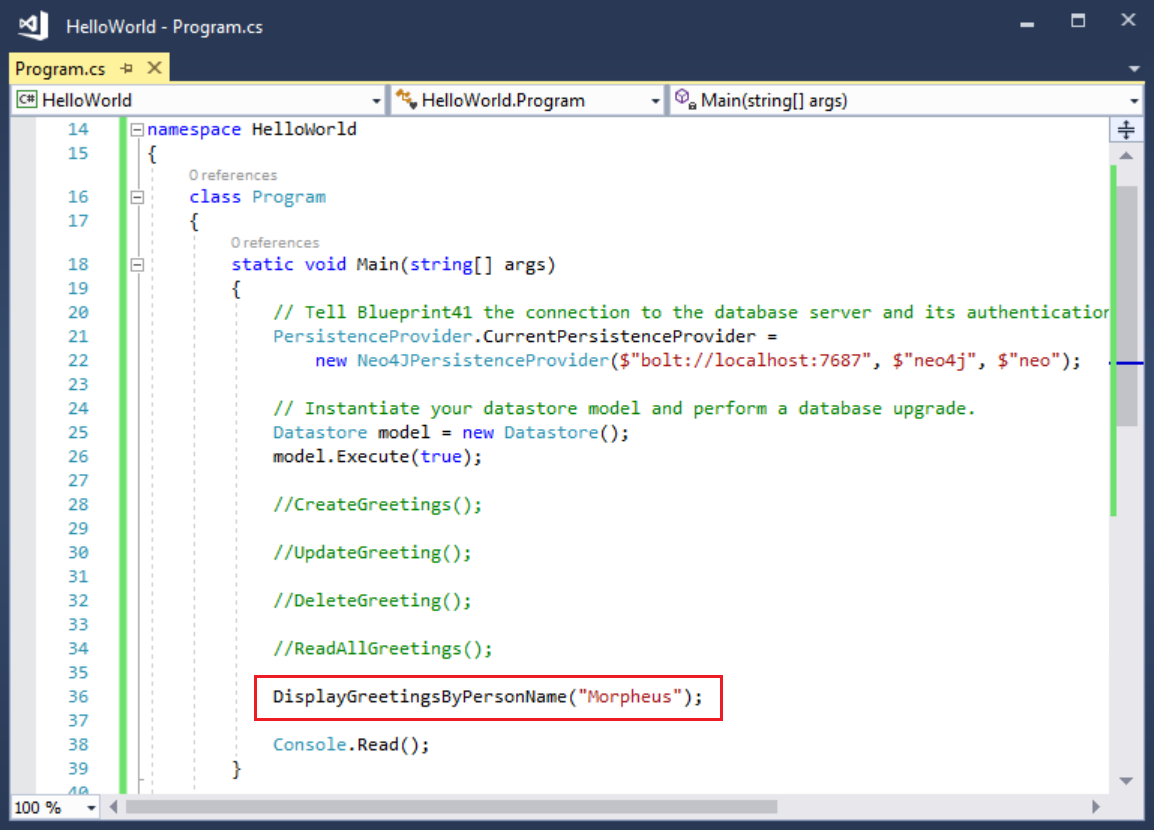 HelloWorld - Program.cs
Program.cs
C# HelloWorld HelloWorld.Program Main(string[] args)
14 namespace HelloWorld
15 {
0 references
16 class Program
17 {
0 references
18 static void Main(string[] args)
19 {
20 // Tell Blueprint41 the connection to the database server and its authentication
21 PersistenceProvider.CurrentPersistenceProvider =
22 new Neo4JPersistenceProvider($"bolt://localhost:7687", $"neo4j", $"neo");
23
24 // Instantiate your datastore model and perform a database upgrade.
25 Datastore model = new Datastore();
26 model.Execute(true);
27
28 //CreateGreetings();
29
30 //UpdateGreeting();
31
32 //DeleteGreeting();
33
34 //ReadAllGreetings();
35
36 DisplayGreetingsByPersonName("Morpheus");
37
38 Console.Read();
39 }
40
100 %